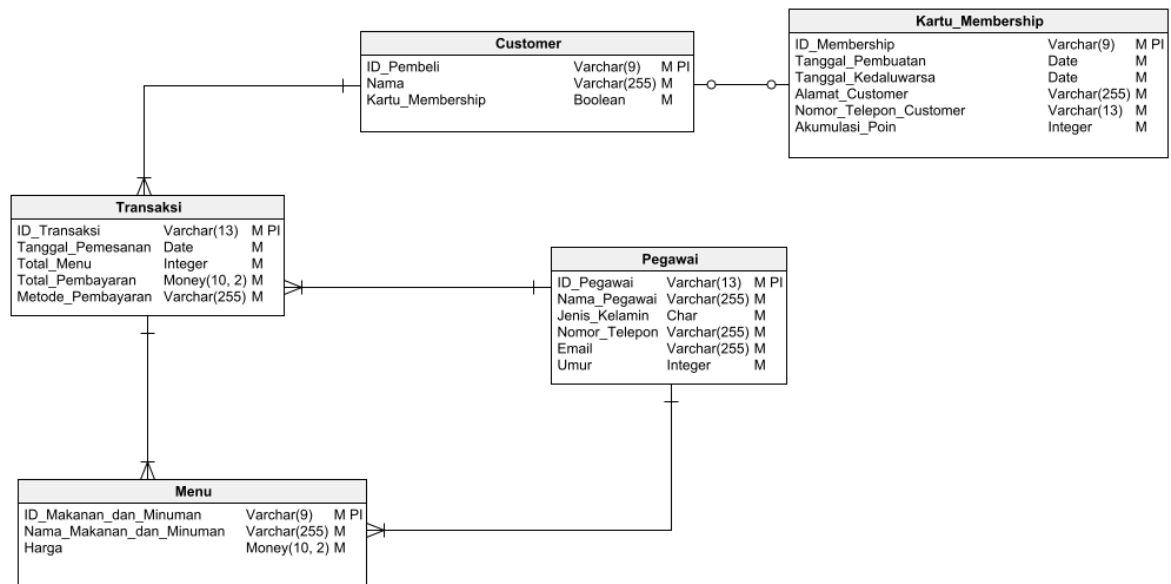 Customer
ID_Pembeli Varchar(9) M PI
Nama Varchar(255) M
Kartu_Membership Boolean M
Kartu_Membership
ID_Membership Varchar(9) M PI
Tanggal_Pembuatan Date M
Tanggal_Kedaluwarsa Date M
Alamat_Customer Varchar(255) M
Nomor_Telepon_Customer Varchar(13) M
Akumulasi_Poin Integer M
Transaksi
ID_Transaksi Varchar(13) M PI
Tanggal_Pemesanan Date M
Total_Menu Integer M
Total_Pembayaran Money(10, 2) M
Metode_Pembayaran Varchar(255) M
Pegawai
ID_Pegawai Varchar(13) M PI
Nama_Pegawai Varchar(255) M
Jenis_Kelamin Char M
Nomor_Telepon Varchar(255) M
Email Varchar(255) M
Umur Integer M
Menu
ID_Makanan_dan_Minuman Varchar(9) M PI
Nama_Makanan_dan_Minuman Varchar(255) M
Harga Money(10, 2) M